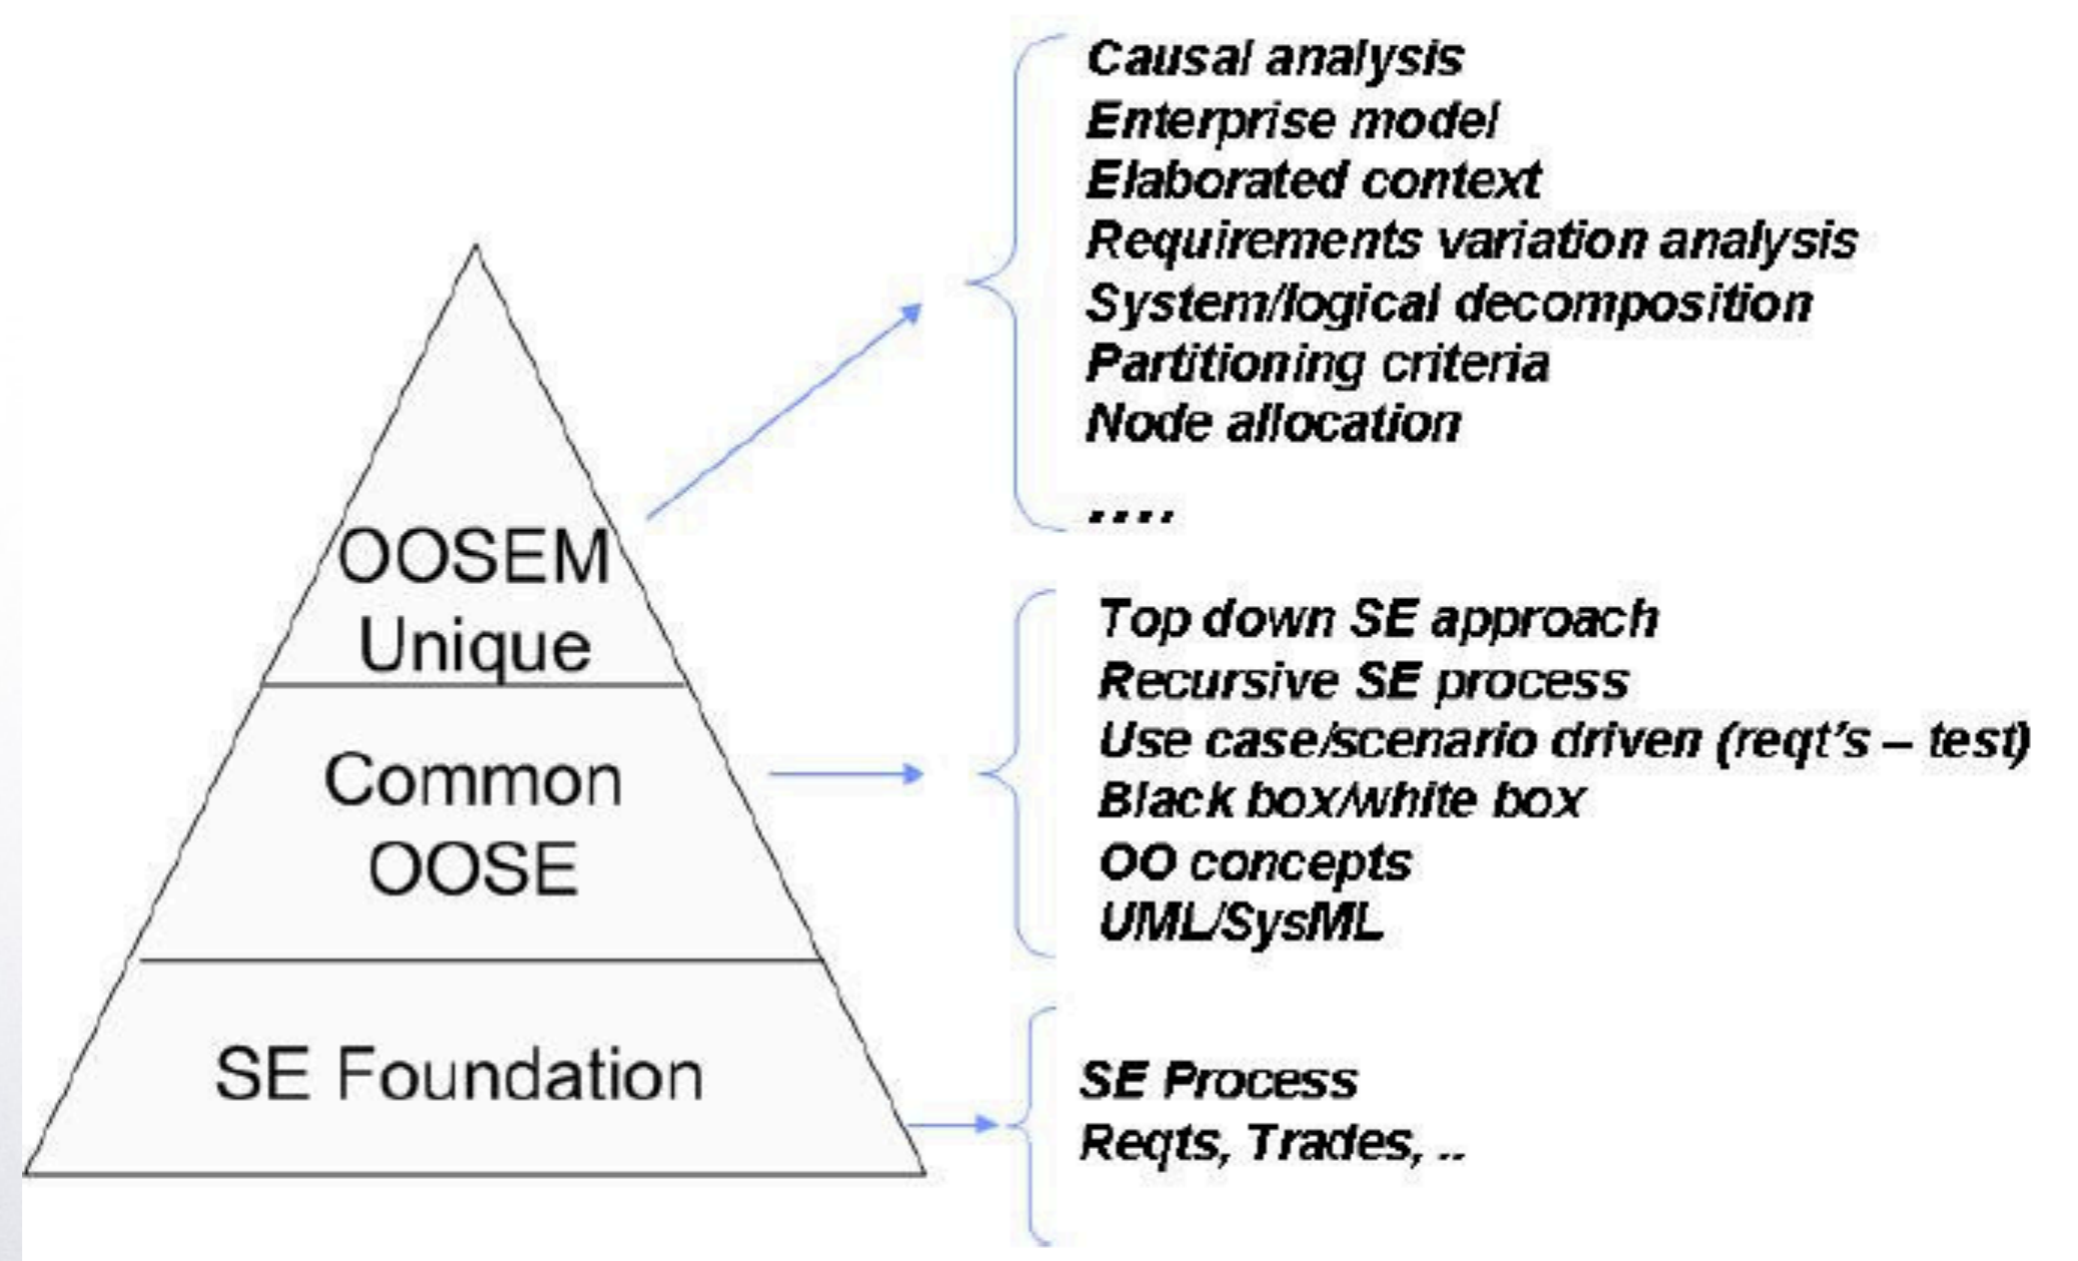 OOSEM
Unique
Common
OOSE
SE Foundation
Causal analysis
Enterprise model
Elaborated context
Requirements variation analysis
System/logical decomposition
Partitioning criteria
Node allocation
....
Top down SE approach
Recursive SE process
Use case/scenario driven (reqt’s – test)
Black box/white box
OO concepts
UML/SysML
SE Process
Reqts, Trades, ..